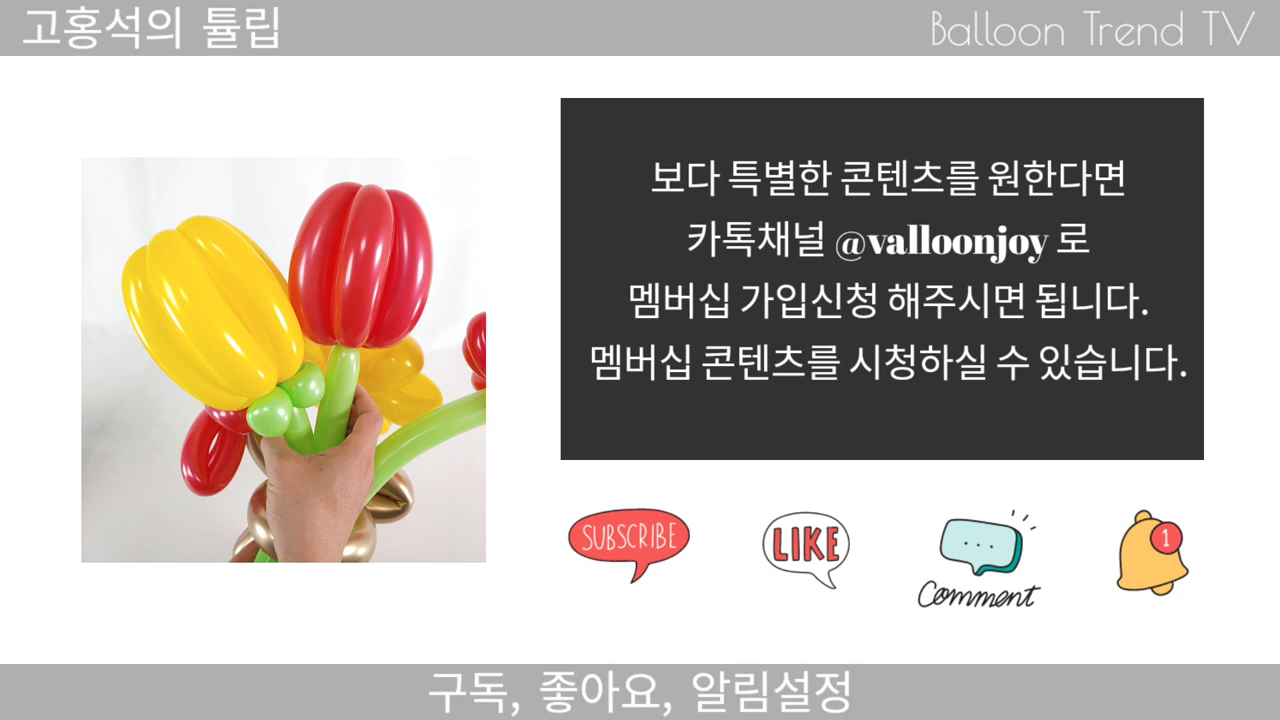 고홍석의 튤립
Balloon Trend TV
보다 특별한 콘텐츠를 원한다면
카톡채널 @valloonjoy 로
멤버십 가입신청 해주시면 됩니다.
멤버십 콘텐츠를 시청하실 수 있습니다.
SUBSCRIBE
LIKE
Comment
1
구독, 좋아요, 알림설정